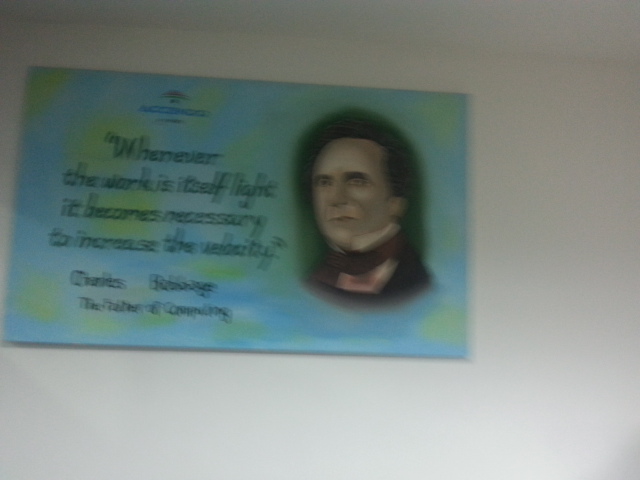 "Whenever
the work is itself light
it becomes necessary
to increase the velocity."
Charles Babbage
The Father of Computing